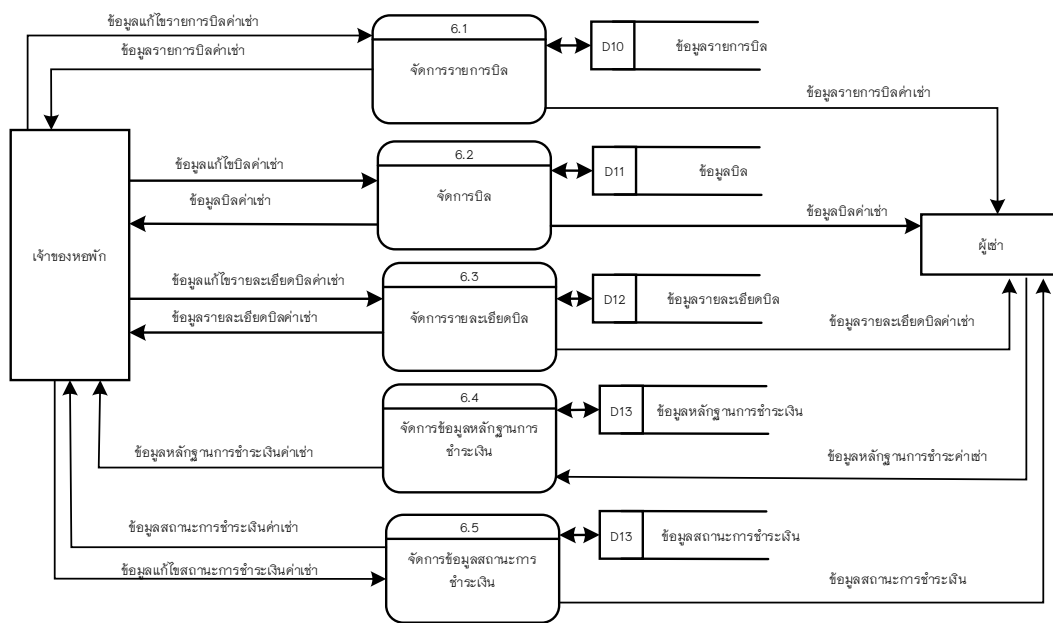 ข้อมูลแก้ไขรายการบิลค่าเช่า
ข้อมูลรายการบิลค่าเช่า
6.1
จัดการรายการบิล
D10
ข้อมูลรายการบิล
ข้อมูลรายการบิลค่าเช่า
ข้อมูลแก้ไขบิลค่าเช่า
ข้อมูลบิลค่าเช่า
6.2
จัดการบิล
D11
ข้อมูลบิล
ข้อมูลบิลค่าเช่า
เจ้าของหอพัก
ผู้เช่า
ข้อมูลแก้ไขรายละเอียดบิลค่าเช่า
ข้อมูลรายละเอียดบิลค่าเช่า
6.3
จัดการรายละเอียดบิล
D12
ข้อมูลรายละเอียดบิล
ข้อมูลรายละเอียดบิลค่าเช่า
6.4
จัดการข้อมูลหลักฐานการ
ชำระเงิน
D13
ข้อมูลหลักฐานการชำระเงิน
ข้อมูลหลักฐานการชำระเงินค่าเช่า
ข้อมูลหลักฐานการชำระค่าเช่า
6.5
จัดการข้อมูลสถานะการ
ชำระเงิน
D13
ข้อมูลสถานะการชำระเงิน
ข้อมูลสถานะการชำระเงินค่าเช่า
ข้อมูลแก้ไขสถานะการชำระเงินค่าเช่า
ข้อมูลสถานะการชำระเงิน